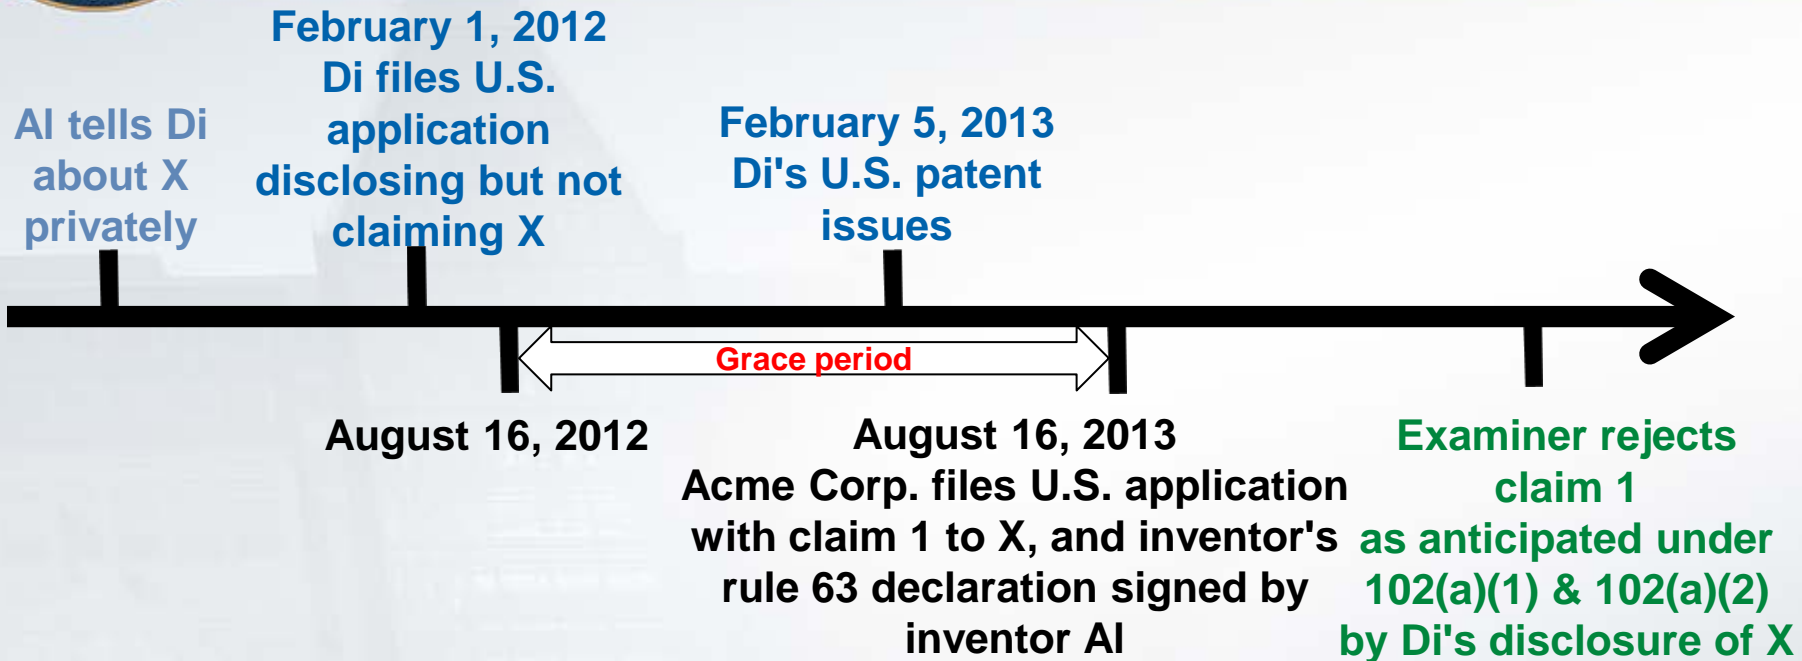 Al tells Di
about X
privately
February 1, 2012
Di files U.S.
application
disclosing but not
claiming X
February 5, 2013
Di's U.S. patent
issues
Grace period
August 16, 2012
August 16, 2013
Acme Corp. files U.S. application
with claim 1 to X, and inventor's
rule 63 declaration signed by
inventor Al
Examiner rejects
claim 1
as anticipated under
102(a)(1) & 102(a)(2)
by Di's disclosure of X